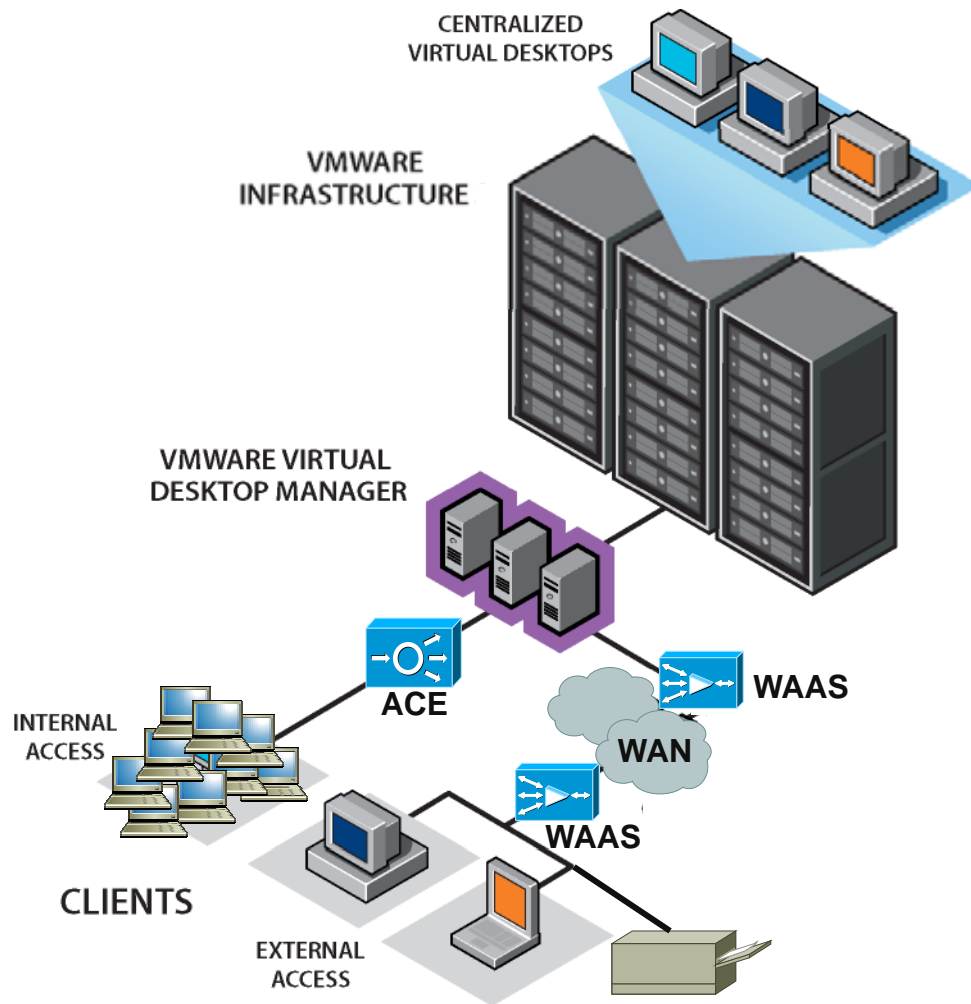 CENTRALIZED
VIRTUAL DESKTOPS
VMWARE
INFRASTRUCTURE
VMWARE VIRTUAL
DESKTOP MANAGER
ACE
WAAS
INTERNAL
ACCESS
WAN
WAAS
CLIENTS
EXTERNAL
ACCESS